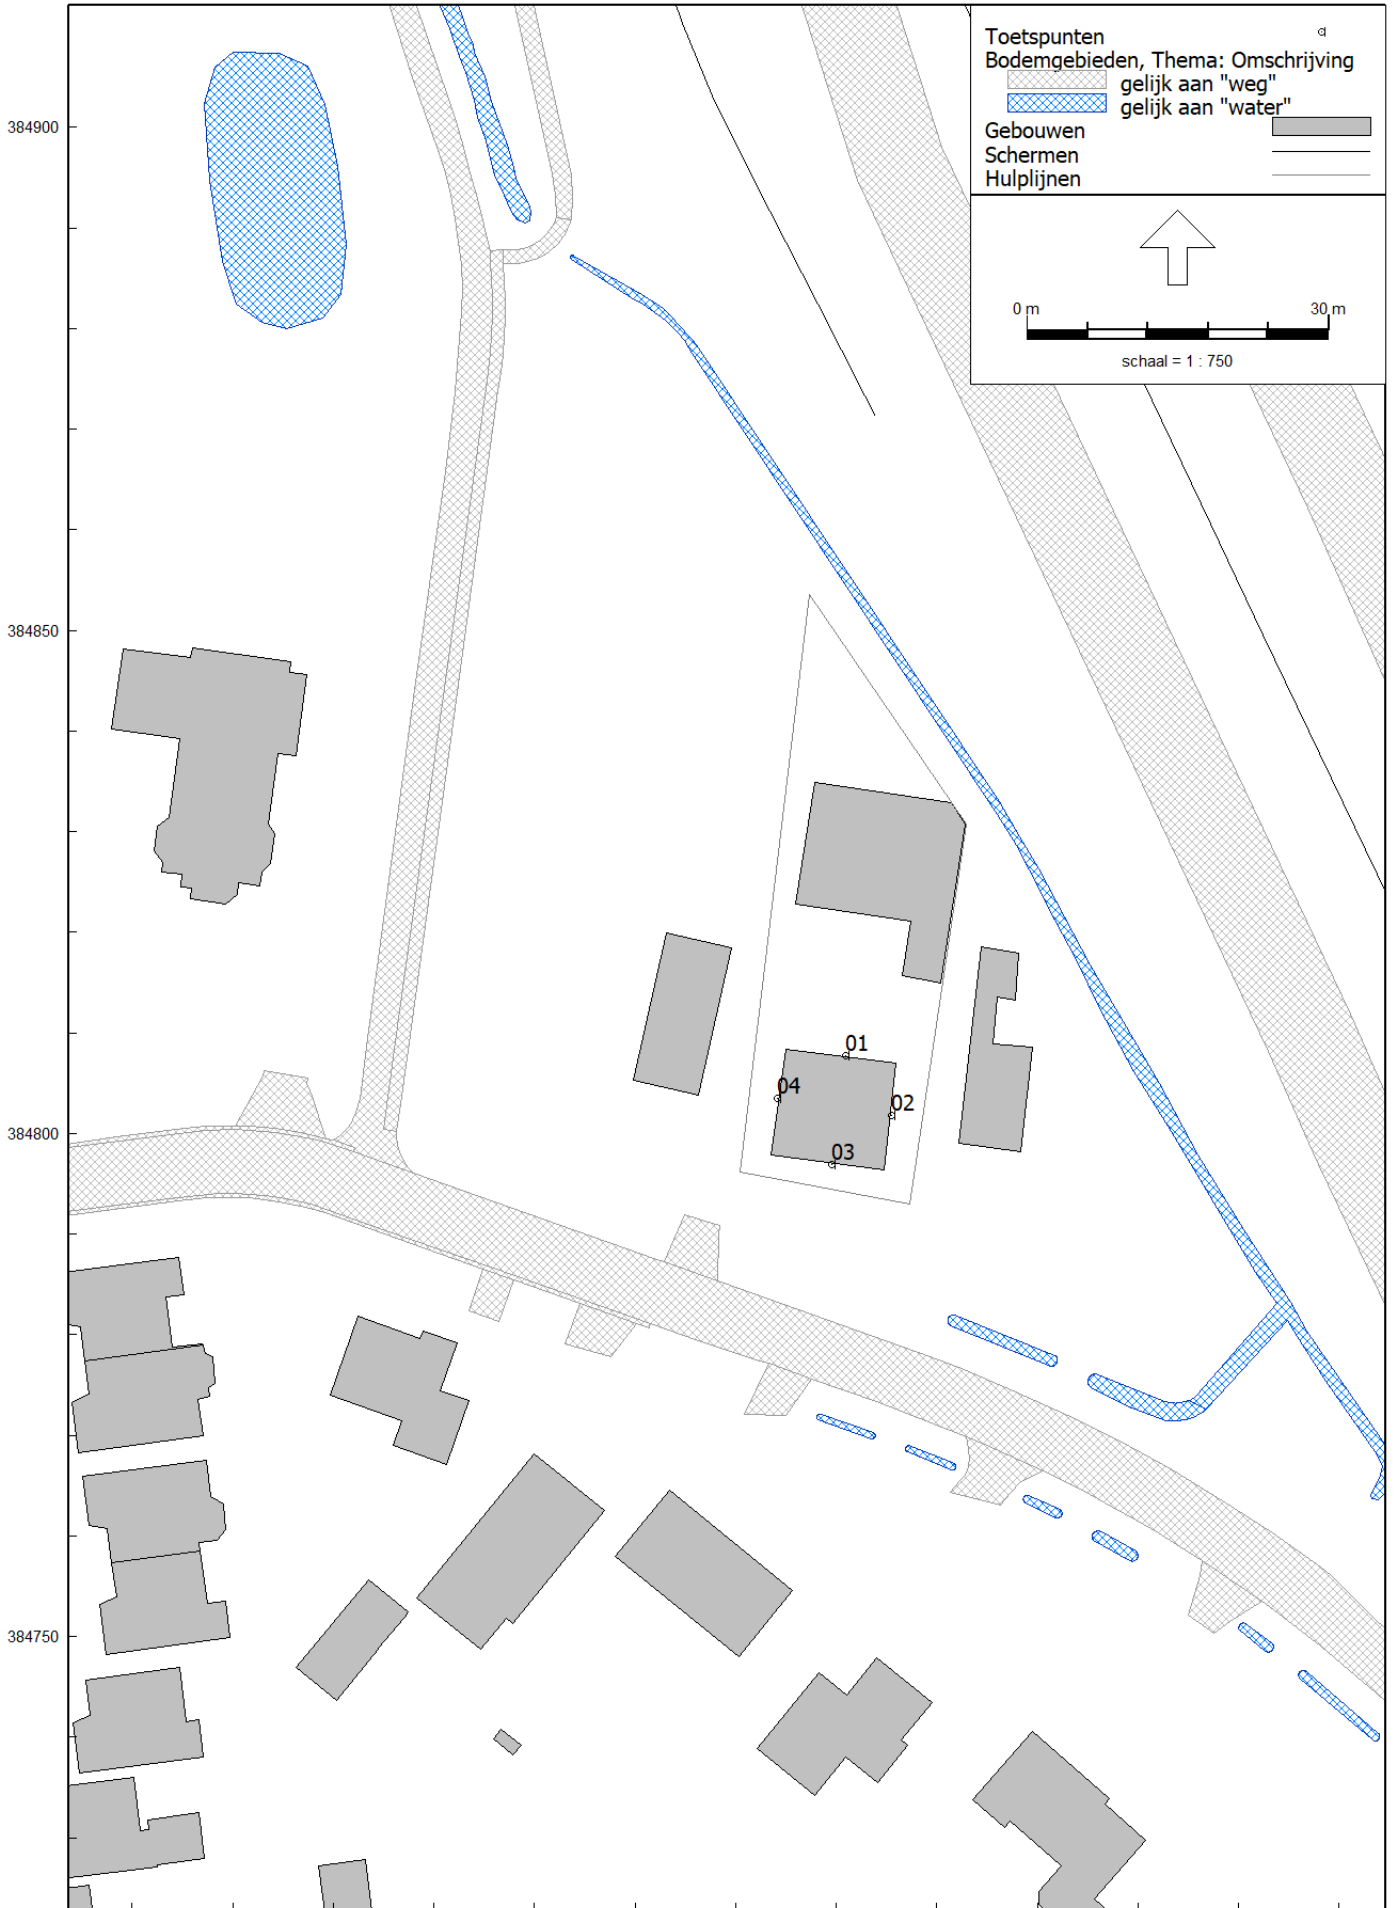 Toetspunten
Bodemgebieden, Thema: Omschrijving
gelijk aan "weg"
gelijk aan "water"
Gebouwen
Schermen
Hulplijnen
0 m 30 m
schaal = 1 : 750
384900
384850
384800
384750
01
04
02
03